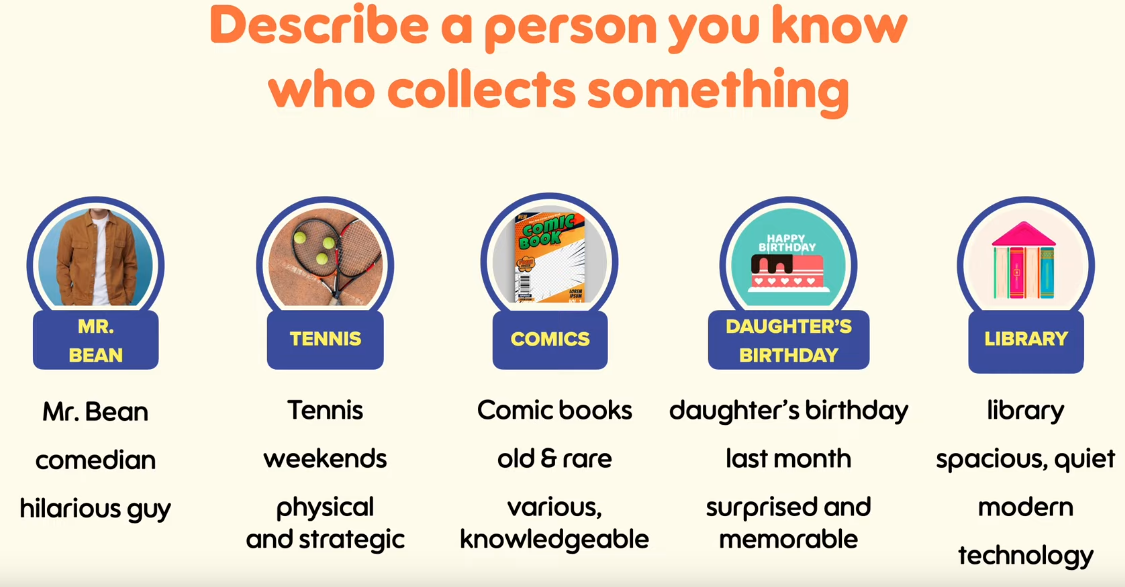 Describe a person you know
who collects something
COMIC
BOOK
HAPPY
BIRTHDAY
LOREM
IPSUM
MR.
BEAN
TENNIS
COMICS
DAUGHTER'S
BIRTHDAY
LIBRARY
Mr. Bean
comedian
hilarious guy
Tennis
weekends
physical
and strategic
Comic books
old & rare
various,
knowledgeable
daughter's birthday
last month
surprised and
memorable
library
spacious, quiet
modern
technology